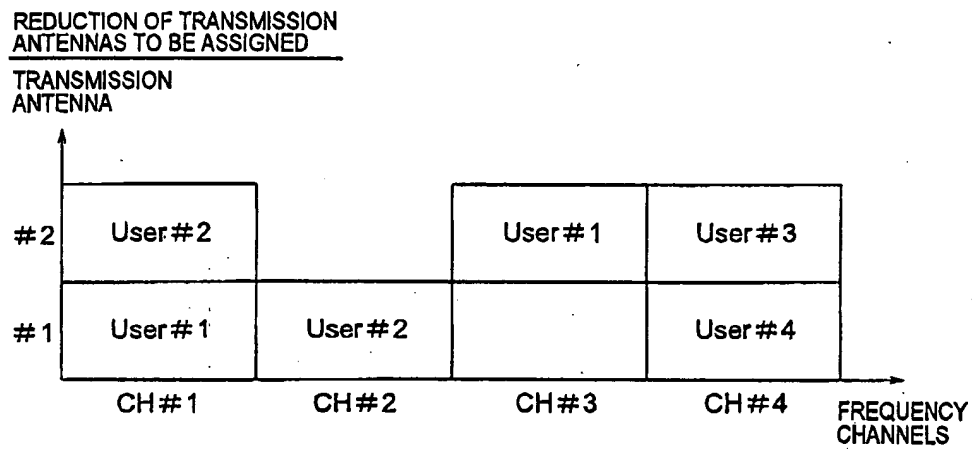 REDUCTION OF TRANSMISSION
ANTENNAS TO BE ASSIGNED
TRANSMISSION
ANTENNA
#2 User#2 User#1 User#3
#1 User#1 User#2 User#4
CH#1 CH#2 CH#3 CH#4
FREQUENCY
CHANNELS